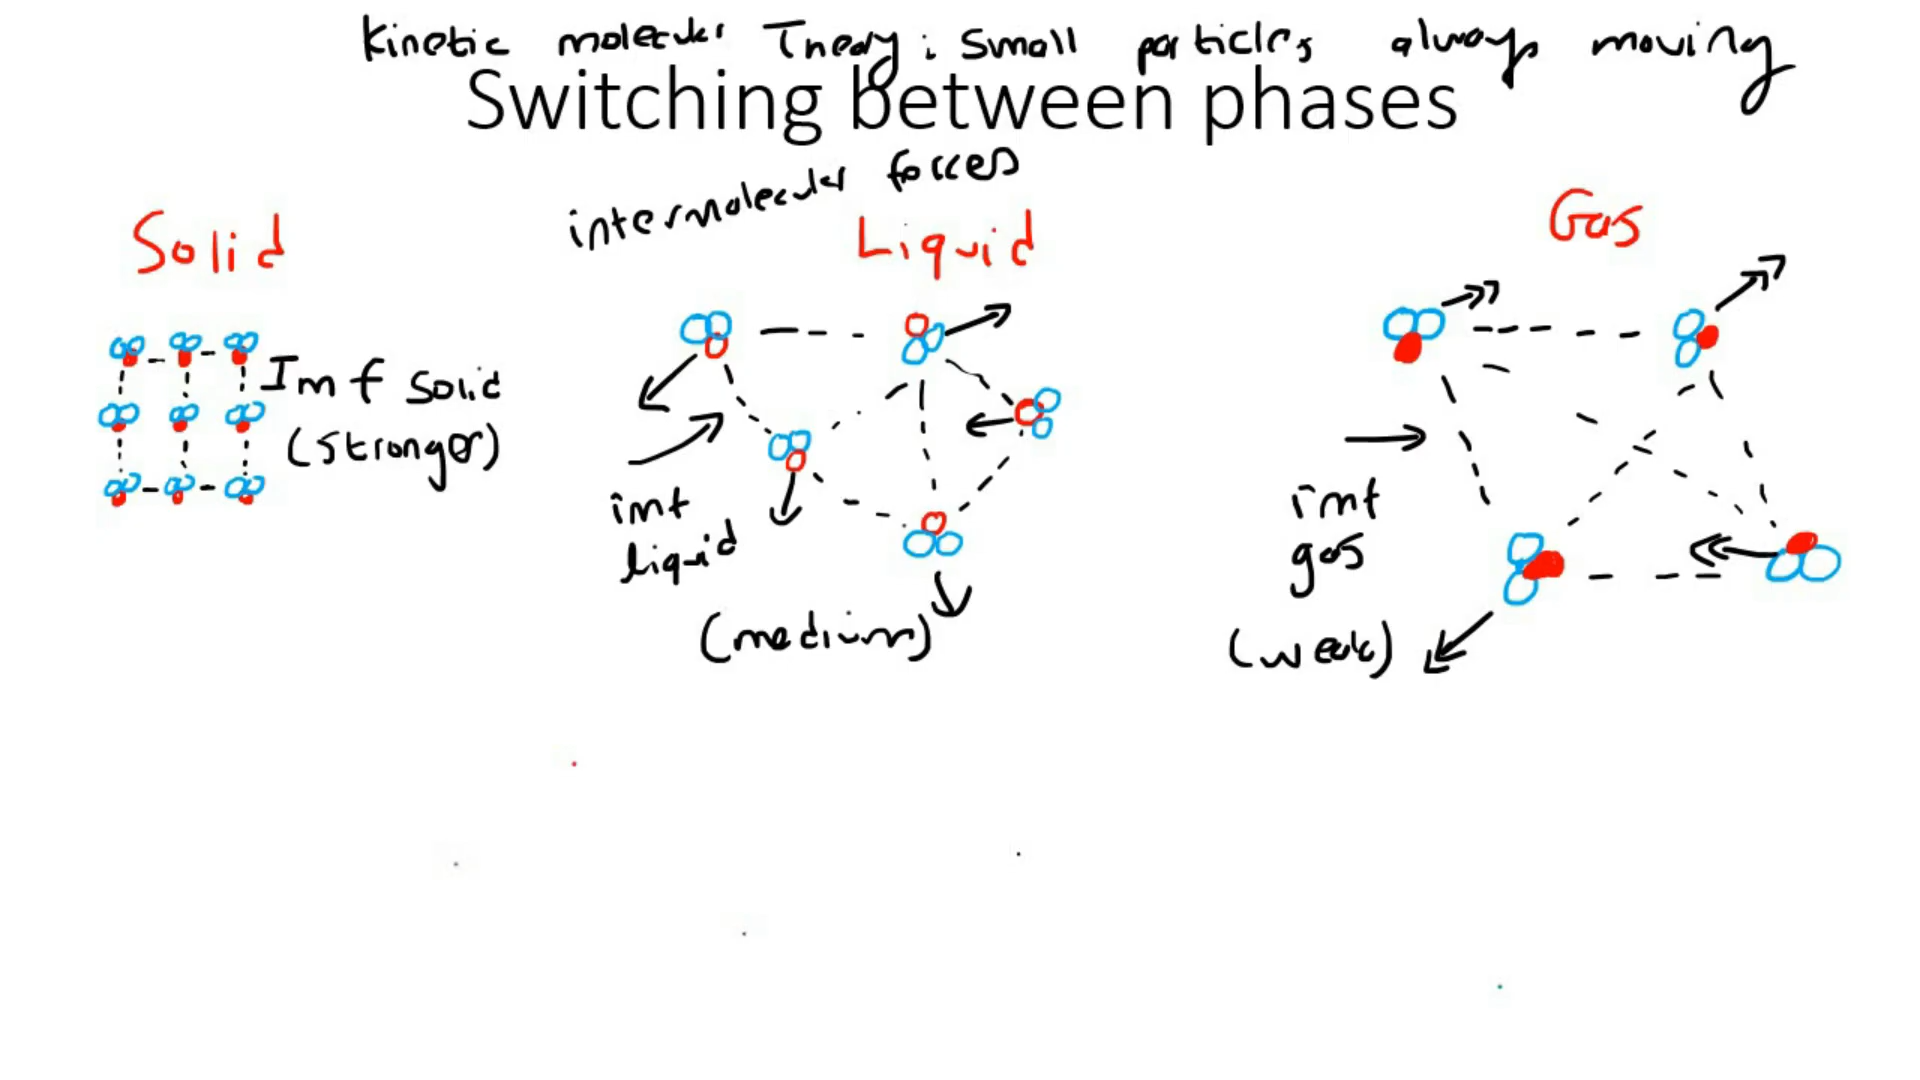 Kinetic molecular Theory : Small particles always moving
Switching between phases
intermolecular forces
Solid
Liquid
Gas
Imf solid
(stronger)
imf
liquid
(medium)
imf
gas
(weak)